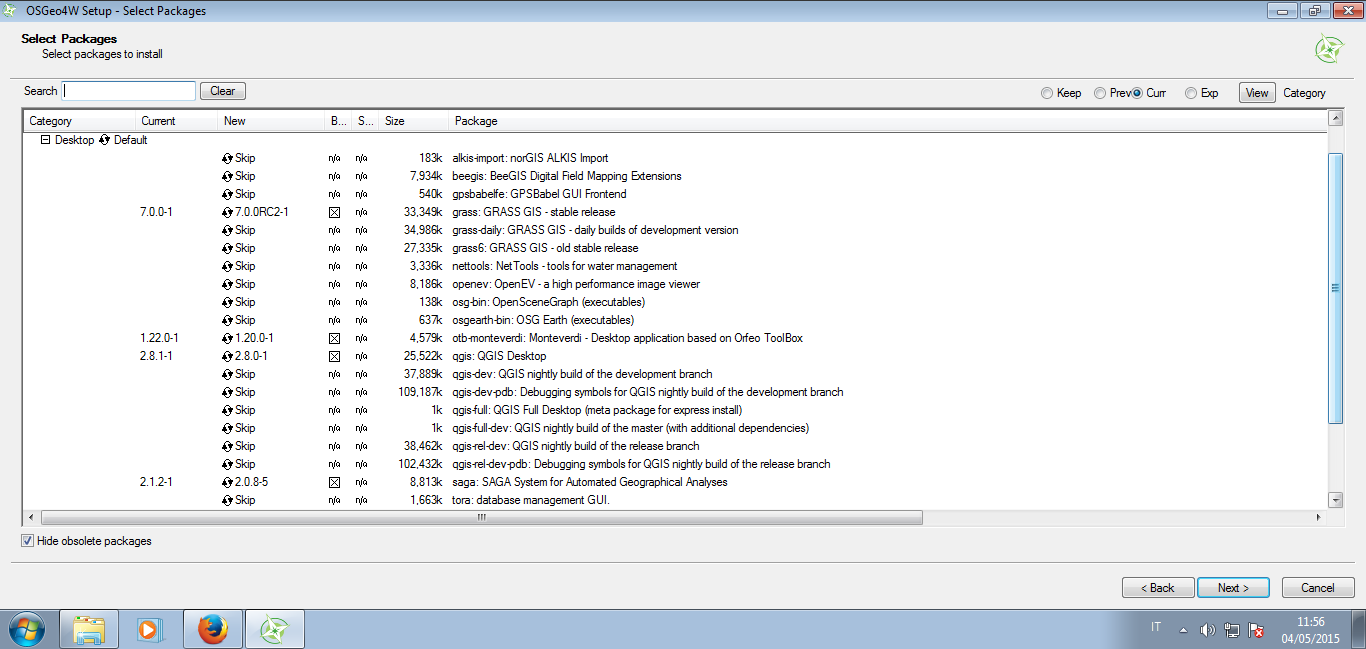 OSGeo4W Setup - Select Packages
Select Packages
Select packages to install
Search Clear Keep Prev Curr Exp View Category
Category Current New B... S... Size Package
Desktop Default
Skip n/a n/a 183k alkis-import: norGIS ALKIS Import
Skip n/a n/a 7,934k beegis: BeeGIS Digital Field Mapping Extensions
Skip n/a n/a 540k gpsbabelfe: GPSBabel GUI Frontend
7.0.0-1 7.0.0RC2-1 n/a 33,349k grass: GRASS GIS - stable release
Skip n/a n/a 34,986k grass-daily: GRASS GIS - daily builds of development version
Skip n/a n/a 27,335k grass6: GRASS GIS - old stable release
Skip n/a n/a 3,336k nettools: NetTools - tools for water management
Skip n/a n/a 8,186k openev: OpenEV - a high performance image viewer
Skip n/a n/a 138k osg-bin: OpenSceneGraph (executables)
Skip n/a n/a 637k osgearth-bin: OSG Earth (executables)
1.22.0-1 1.20.0-1 n/a 4,579k otb-monteverdi: Monteverdi - Desktop application based on Orfeo ToolBox
2.8.1-1 2.8.0-1 n/a 25,522k qgis: QGIS Desktop
Skip n/a n/a 37,889k qgis-dev: QGIS nightly build of the development branch
Skip n/a n/a 109,187k qgis-dev-pdb: Debugging symbols for QGIS nightly build of the development branch
Skip n/a n/a 1k qgis-full: QGIS Full Desktop (meta package for express install)
Skip n/a n/a 1k qgis-full-dev: QGIS nightly build of the master (with additional dependencies)
Skip n/a n/a 38,462k qgis-rel-dev: QGIS nightly build of the release branch
Skip n/a n/a 102,432k qgis-rel-dev-pdb: Debugging symbols for QGIS nightly build of the release branch
2.1.2-1 2.0.8-5 n/a 8,813k saga: SAGA System for Automated Geographical Analyses
Skip n/a n/a 1,663k tora: database management GUI.
Hide obsolete packages
< Back Next > Cancel
IT 11:56
04/05/2015